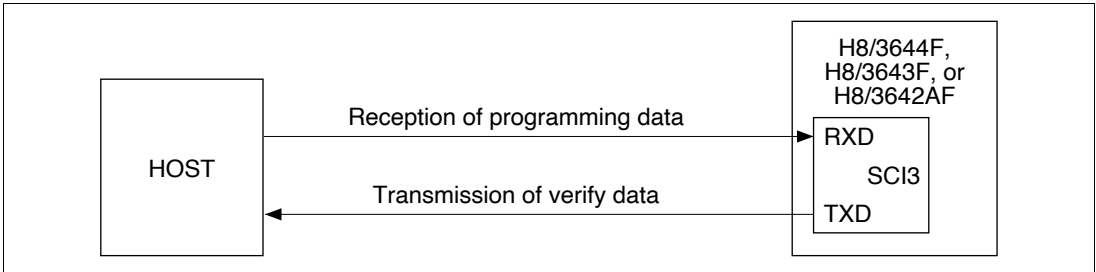 H8/3644F,
H8/3643F, or
H8/3642AF
HOST
Reception of programming data
RXD
SCI3
Transmission of verify data
TXD